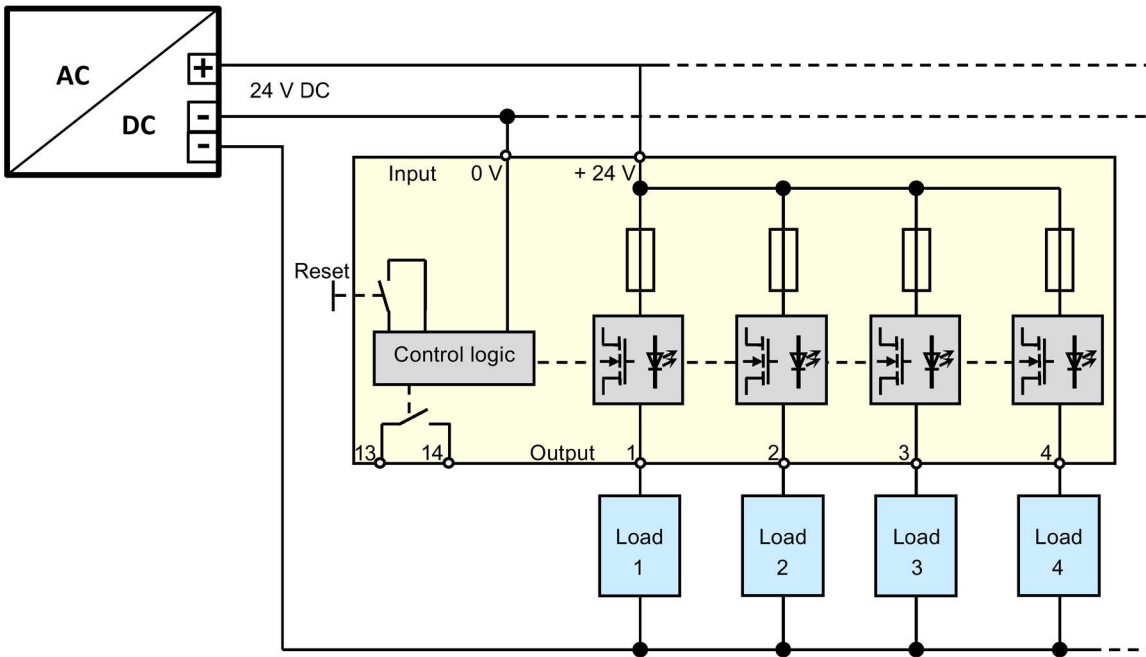 AC
+
24 V DC
DC
-
-
Input
0 V
+ 24 V
Reset
Control logic
13
14
Output
1
2
3
4
Load
1
Load
2
Load
3
Load
4